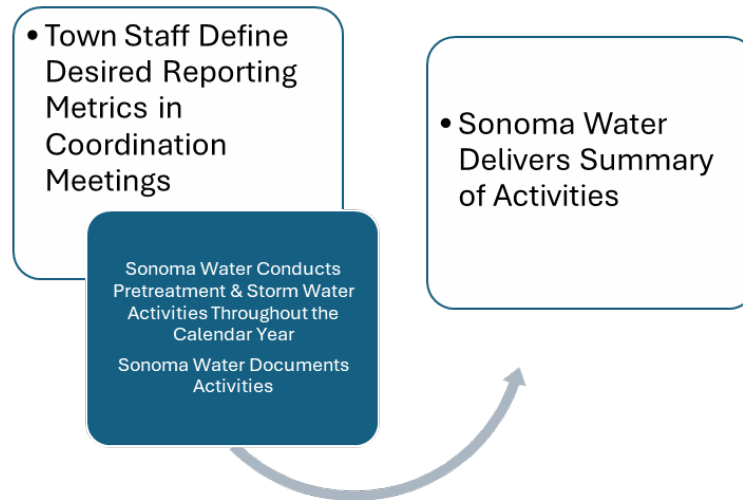 • Town Staff Define
Desired Reporting
Metrics in
Coordination
Meetings
Sonoma Water Conducts
Pretreatment & Storm Water
Activities Throughout the
Calendar Year
Sonoma Water Documents
Activities
• Sonoma Water
Delivers Summary
of Activities